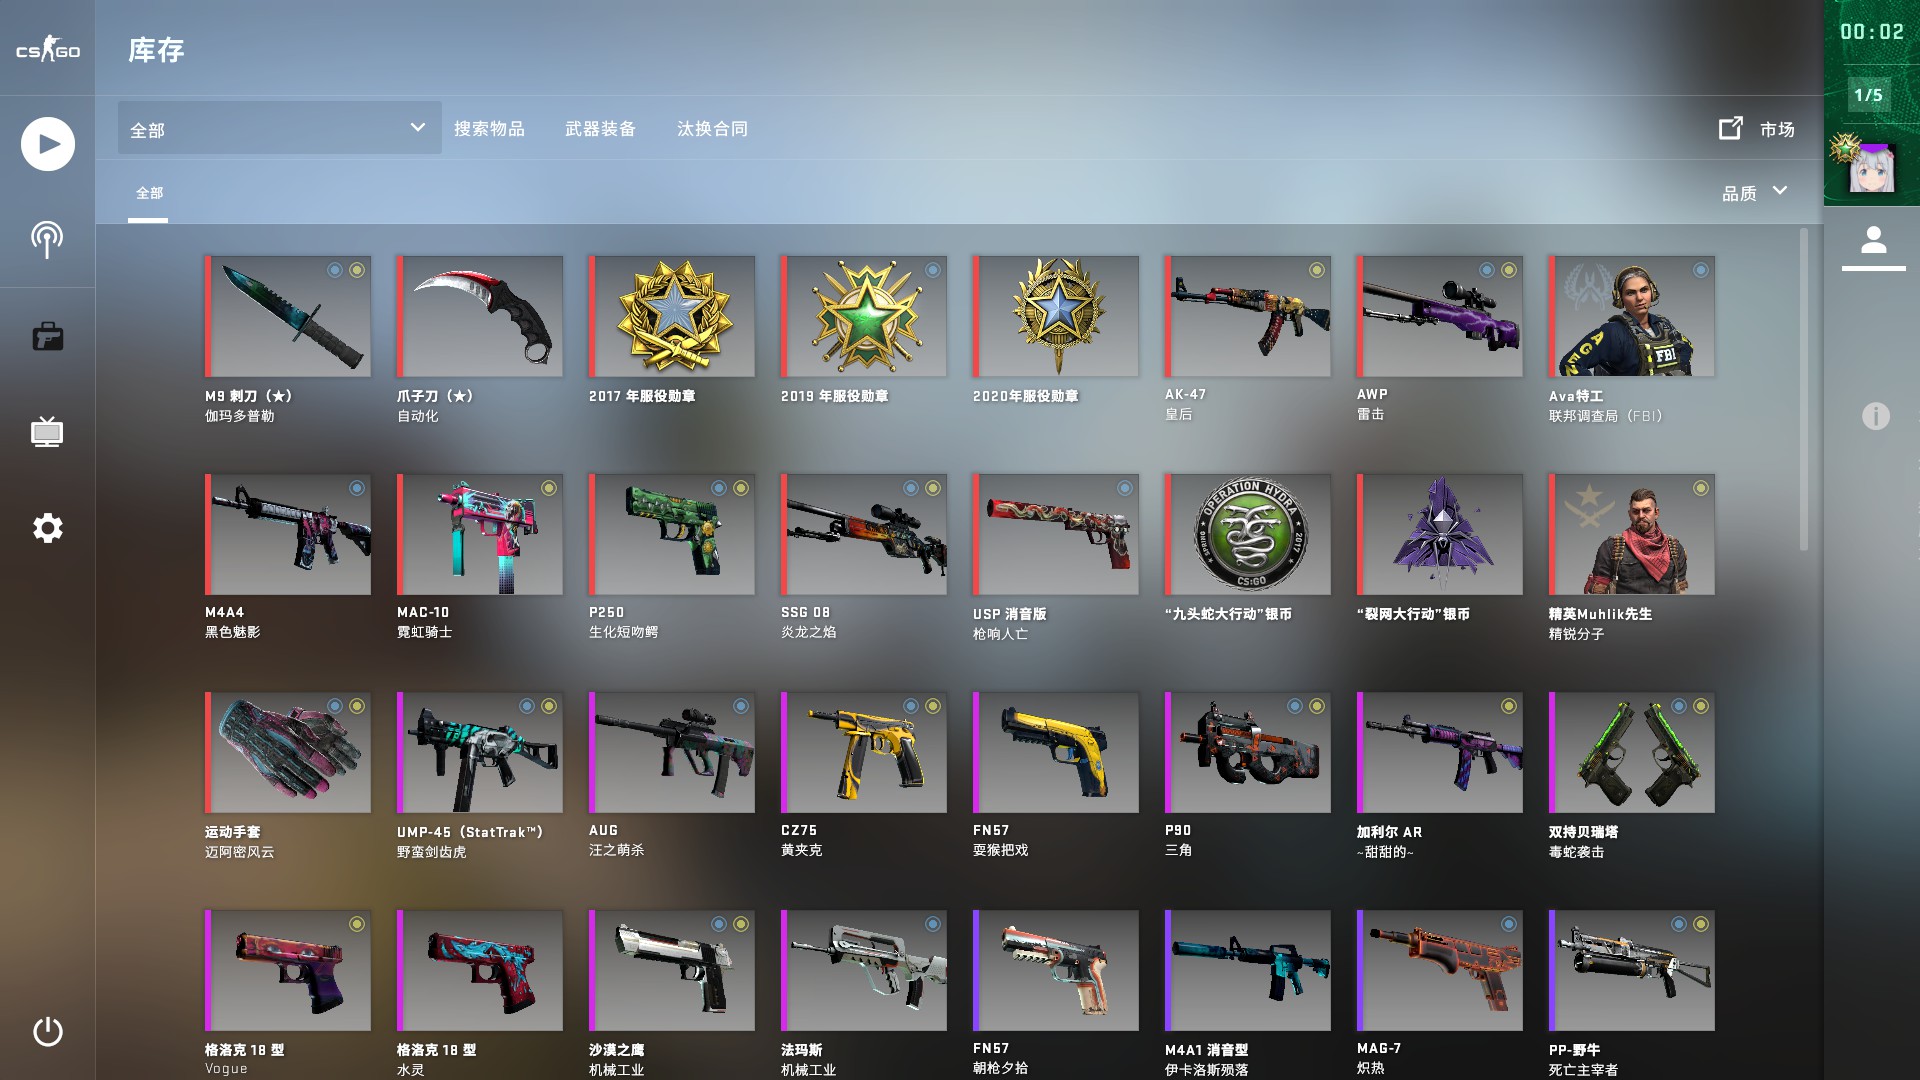 CS GO
库存
00:02
1/5
全部
搜索物品
武器装备
汰换合同
市场
全部
品质
M9 刺刀（★）
伽玛多普勒
爪子刀（★）
自动化
2017 年服役勋章
2019 年服役勋章
2020年服役勋章
AK-47
皇后
AWP
雷击
AGE
FBI
Ava特工
联邦调查局（FBI）
OPERATION HYDRA
2017
CS:GO
M4A4
黑色魅影
MAC-10
霓虹骑士
P250
生化短吻鳄
SSG 08
炎龙之焰
USP 消音版
枪响人亡
“九头蛇大行动”银币
“裂网大行动”银币
精英Muhlik先生
精锐分子
运动手套
迈阿密风云
UMP-45（StatTrak™）
野蛮剑齿虎
AUG
汪之萌杀
CZ75
黄夹克
FN57
耍猴把戏
P90
三角
加利尔 AR
~甜甜的~
双持贝瑞塔
毒蛇袭击
格洛克 18 型
Vogue
格洛克 18 型
水灵
沙漠之鹰
机械工业
法玛斯
机械工业
FN57
朝枪夕拾
M4A1 消音型
伊卡洛斯殒落
MAG-7
炽热
PP-野牛
死亡主宰者